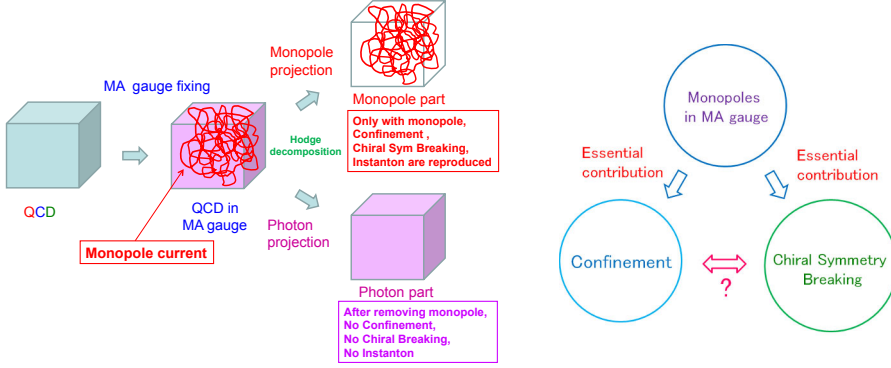 MA gauge fixing
QCD
Monopole current
QCD in
MA gauge
Monopole
projection
Hodge
decomposition
Photon
projection
Monopole part
Only with monopole,
Confinement ,
Chiral Sym Breaking,
Instanton are reproduced
Photon part
After removing monopole,
No Confinement,
No Chiral Breaking,
No Instanton
Monopoles
in MA gauge
Essential
contribution
Essential
contribution
Confinement
?
Chiral Symmetry
Breaking